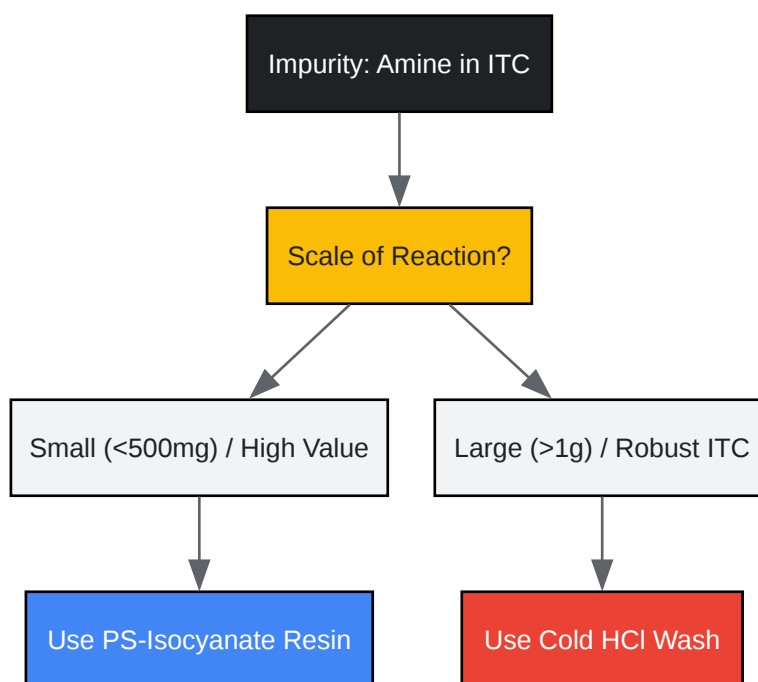 Impurity: Amine in ITC
Scale of Reaction?
Small (<500mg) / High Value
Large (>1g) / Robust ITC
Use PS-Isocyanate Resin
Use Cold HCl Wash